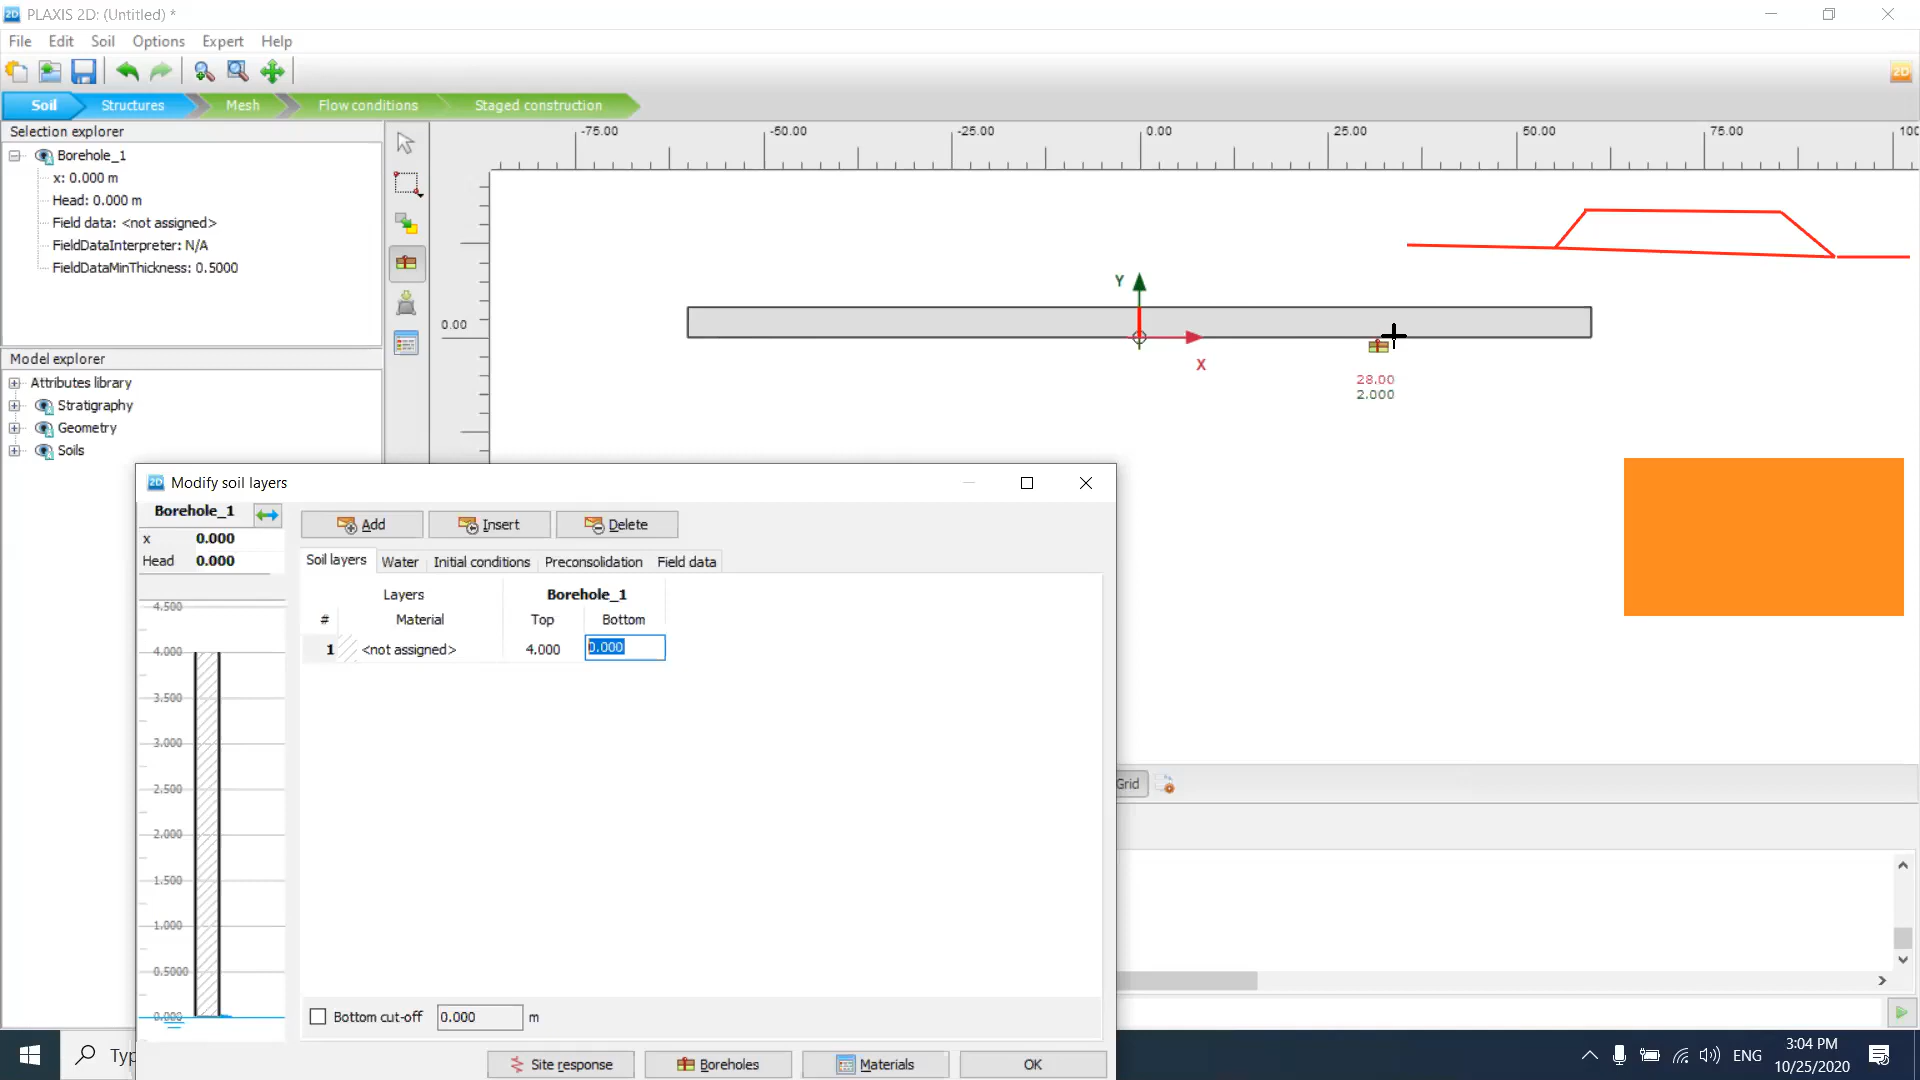 PLAXIS 2D: (Untitled) *
File Edit Soil Options Expert Help
Soil Structures Mesh Flow conditions Staged construction
Selection explorer
Borehole_1
x: 0.000 m
Head: 0.000 m
Field data: <not assigned>
FieldDataInterpreter: N/A
FieldDataMinThickness: 0.5000
Model explorer
Attributes library
Stratigraphy
Geometry
Soils
-75.00 -50.00 -25.00 0.00 25.00 50.00 75.00 100
0.00
Y
X
28.00
2.000
2D
Modify soil layers
Borehole_1
x 0.000
Head 0.000
4.500
4.000
3.500
3.000
2.500
2.000
1.500
1.000
0.5000
0.000
Add Insert Delete
Soil layers Water Initial conditions Preconsolidation Field data
Layers Borehole_1
# Material Top Bottom
1 <not assigned> 4.000 0.000
Bottom cut-off 0.000 m
Site response Boreholes Materials OK
Grid
Typ
ENG
3:04 PM
10/25/2020